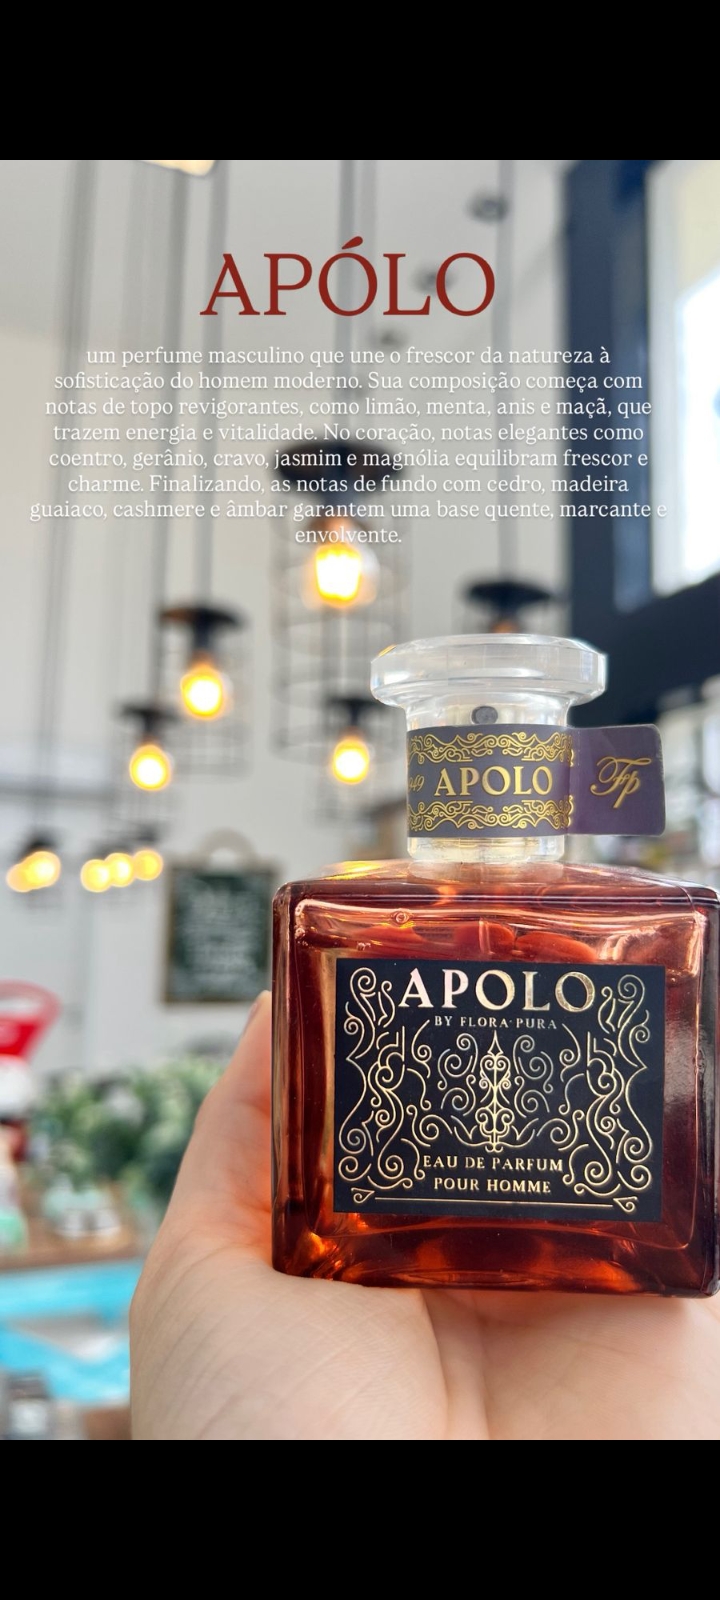 APÓLO
um perfume masculino que une o frescor da natureza à
sofisticação do homem moderno. Sua composição começa com
notas de topo revigorantes, como limão, menta, anis e maçã, que
trazem energia e vitalidade. No coração, notas elegantes como
coentro, gerânio, cravo, jasmim e magnólia equilibram frescor e
charme. Finalizando, as notas de fundo com cedro, madeira
guaiaco, cashmere e âmbar garantem uma base quente, marcante e
envolvente.
APOLO
Fp
APOLO
BY FLORA PURA
EAU DE PARFUM
POUR HOMME